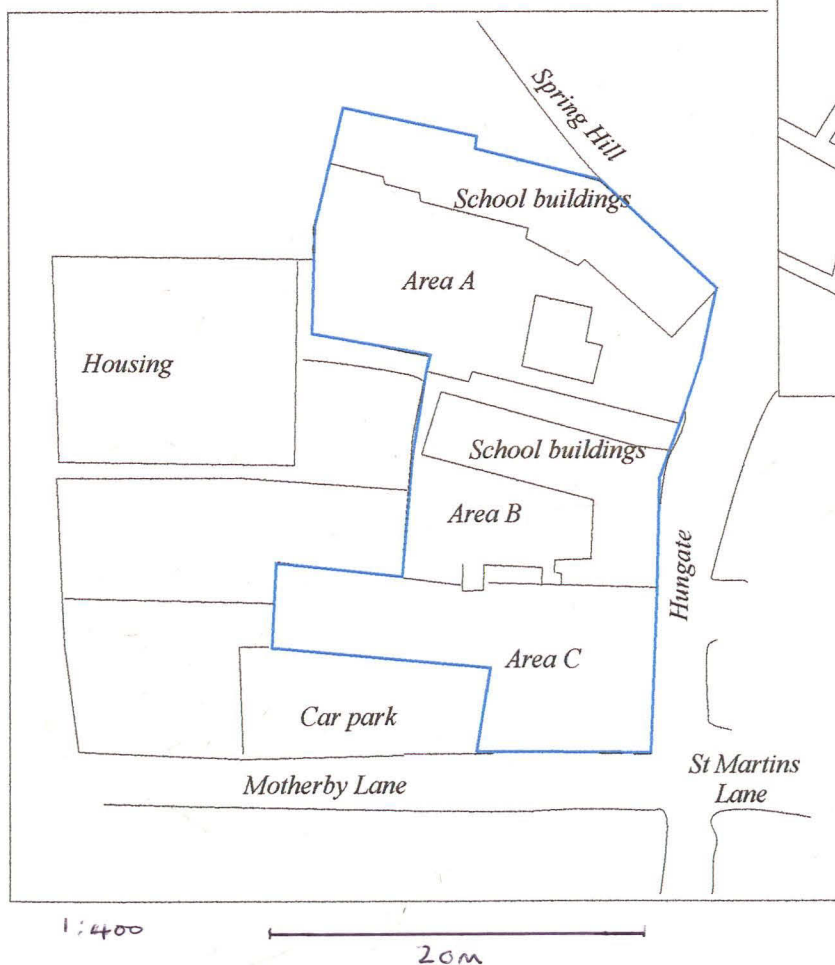 Spring Hill
School buildings
Area A
Housing
School buildings
Area B
Hungate
Area C
Car park
Motherby Lane
St Martins
Lane
1:400
20m